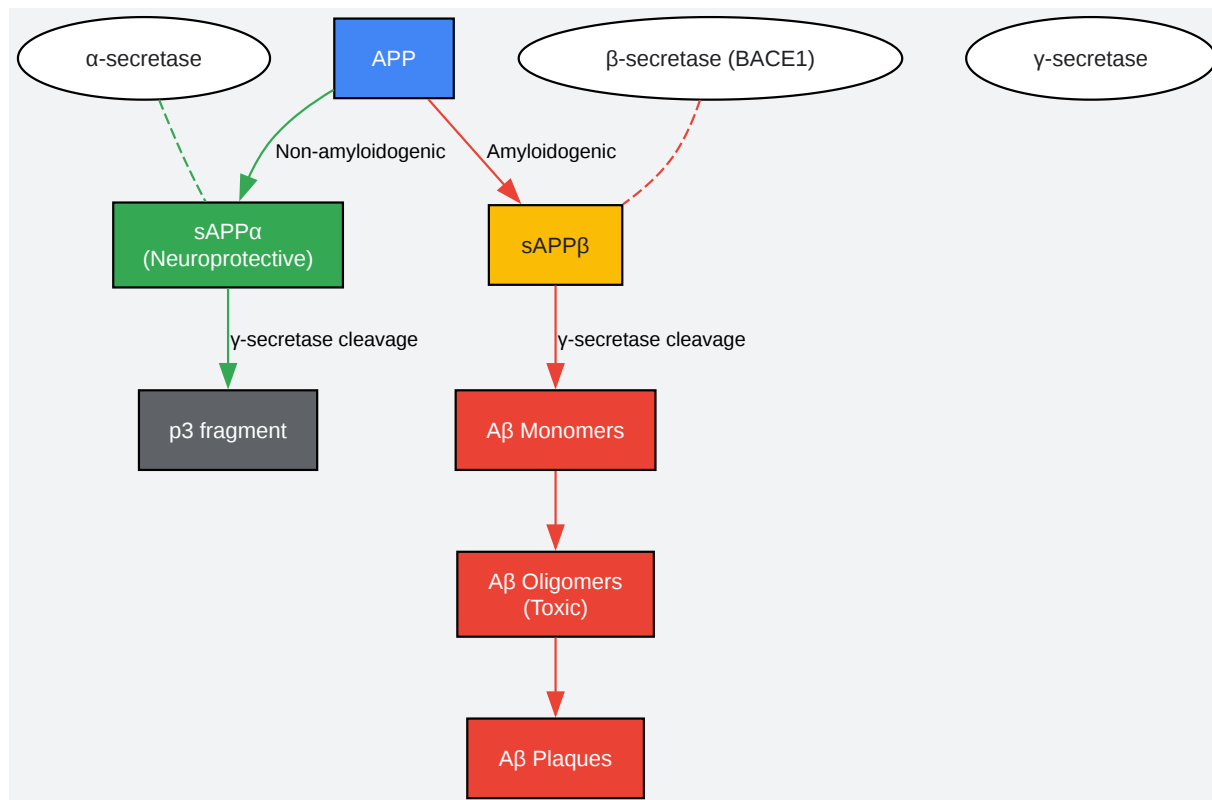 α-secretase
APP
β-secretase (BACE1)
γ-secretase
Non-amyloidogenic
Amyloidogenic
sAPPα
(Neuroprotective)
sAPPβ
γ-secretase cleavage
γ-secretase cleavage
p3 fragment
Aβ Monomers
Aβ Oligomers
(Toxic)
Aβ Plaques